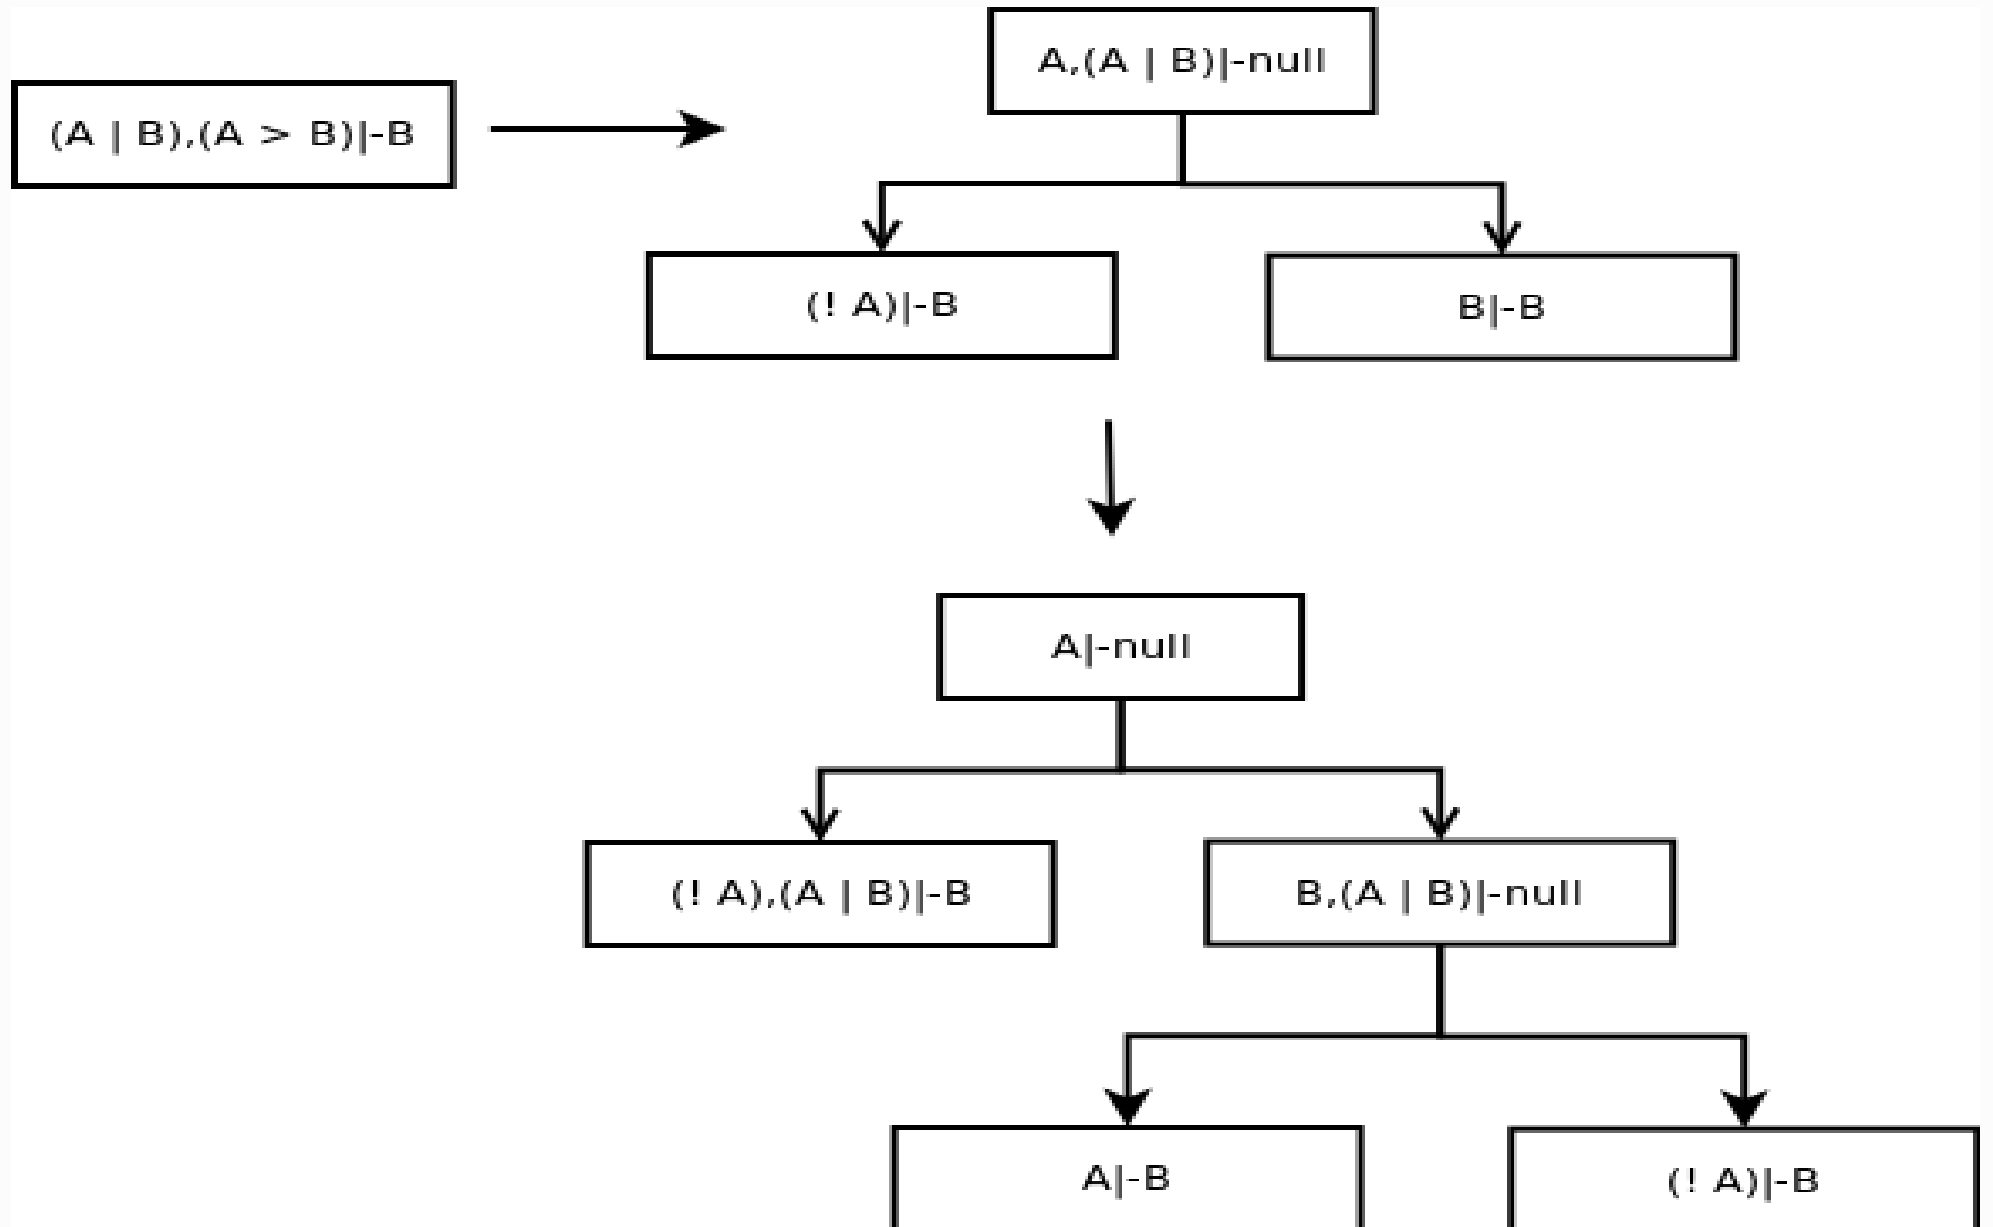 A,(A | B)|-null
(A | B),(A > B)|-B
(! A)|-B
B|-B
A|-null
(! A),(A | B)|-B
B,(A | B)|-null
A|-B
(! A)|-B